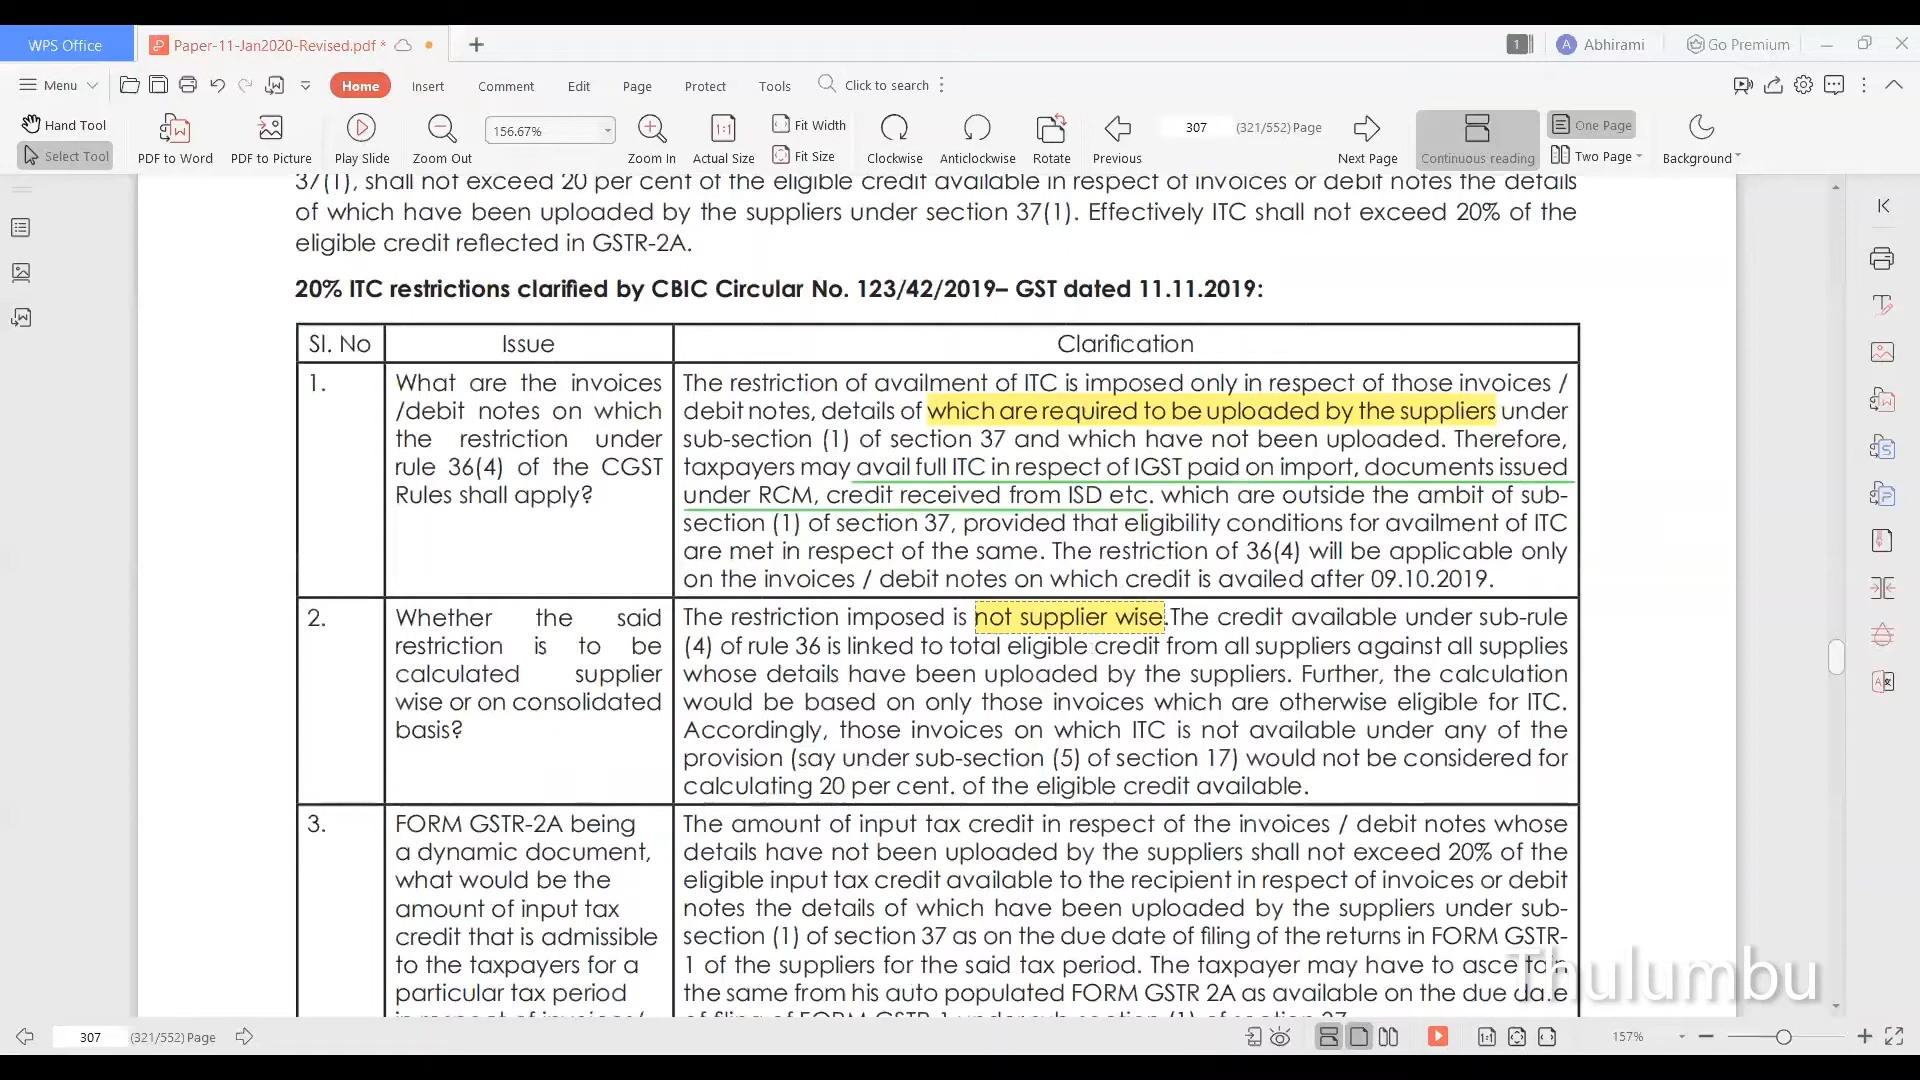 WPS Office
Paper-11-Jan2020-Revised.pdf *
1
A
Abhirami
Go Premium
Menu
Home
Insert
Comment
Edit
Page
Protect
Tools
Click to search
Hand Tool
Select Tool
PDF to Word
PDF to Picture
Play Slide
Zoom Out
156.67%
Zoom In
1:1
Actual Size
Fit Width
Fit Size
Clockwise
Anticlockwise
Rotate
Previous
307
(321/552) Page
Next Page
Continuous reading
One Page
Two Page
Background
37(1), shall not exceed 20 per cent of the eligible credit available in respect of invoices or debit notes the details
of which have been uploaded by the suppliers under section 37(1). Effectively ITC shall not exceed 20% of the
eligible credit reflected in GSTR-2A.
20% ITC restrictions clarified by CBIC Circular No. 123/42/2019– GST dated 11.11.2019:
Sl. No
Issue
Clarification
1.
What are the invoices
/debit notes on which
the restriction under
rule 36(4) of the CGST
Rules shall apply?
The restriction of availment of ITC is imposed only in respect of those invoices /
debit notes, details of which are required to be uploaded by the suppliers under
sub-section (1) of section 37 and which have not been uploaded. Therefore,
taxpayers may avail full ITC in respect of IGST paid on import, documents issued
under RCM, credit received from ISD etc. which are outside the ambit of sub-
section (1) of section 37, provided that eligibility conditions for availment of ITC
are met in respect of the same. The restriction of 36(4) will be applicable only
on the invoices / debit notes on which credit is availed after 09.10.2019.
2.
Whether the said
restriction is to be
calculated supplier
wise or on consolidated
basis?
The restriction imposed is not supplier wise.The credit available under sub-rule
(4) of rule 36 is linked to total eligible credit from all suppliers against all supplies
whose details have been uploaded by the suppliers. Further, the calculation
would be based on only those invoices which are otherwise eligible for ITC.
Accordingly, those invoices on which ITC is not available under any of the
provision (say under sub-section (5) of section 17) would not be considered for
calculating 20 per cent. of the eligible credit available.
3.
FORM GSTR-2A being
a dynamic document,
what would be the
amount of input tax
credit that is admissible
to the taxpayers for a
particular tax period
The amount of input tax credit in respect of the invoices / debit notes whose
details have not been uploaded by the suppliers shall not exceed 20% of the
eligible input tax credit available to the recipient in respect of invoices or debit
notes the details of which have been uploaded by the suppliers under sub-
section (1) of section 37 as on the due date of filing of the returns in FORM GSTR-
1 of the suppliers for the said tax period. The taxpayer may have to ascertain
the same from his auto populated FORM GSTR 2A as available on the due date
of filing of FORM GSTR-1 under sub-section (1) of section 37.
Thulumbu
307
(321/552) Page
157%